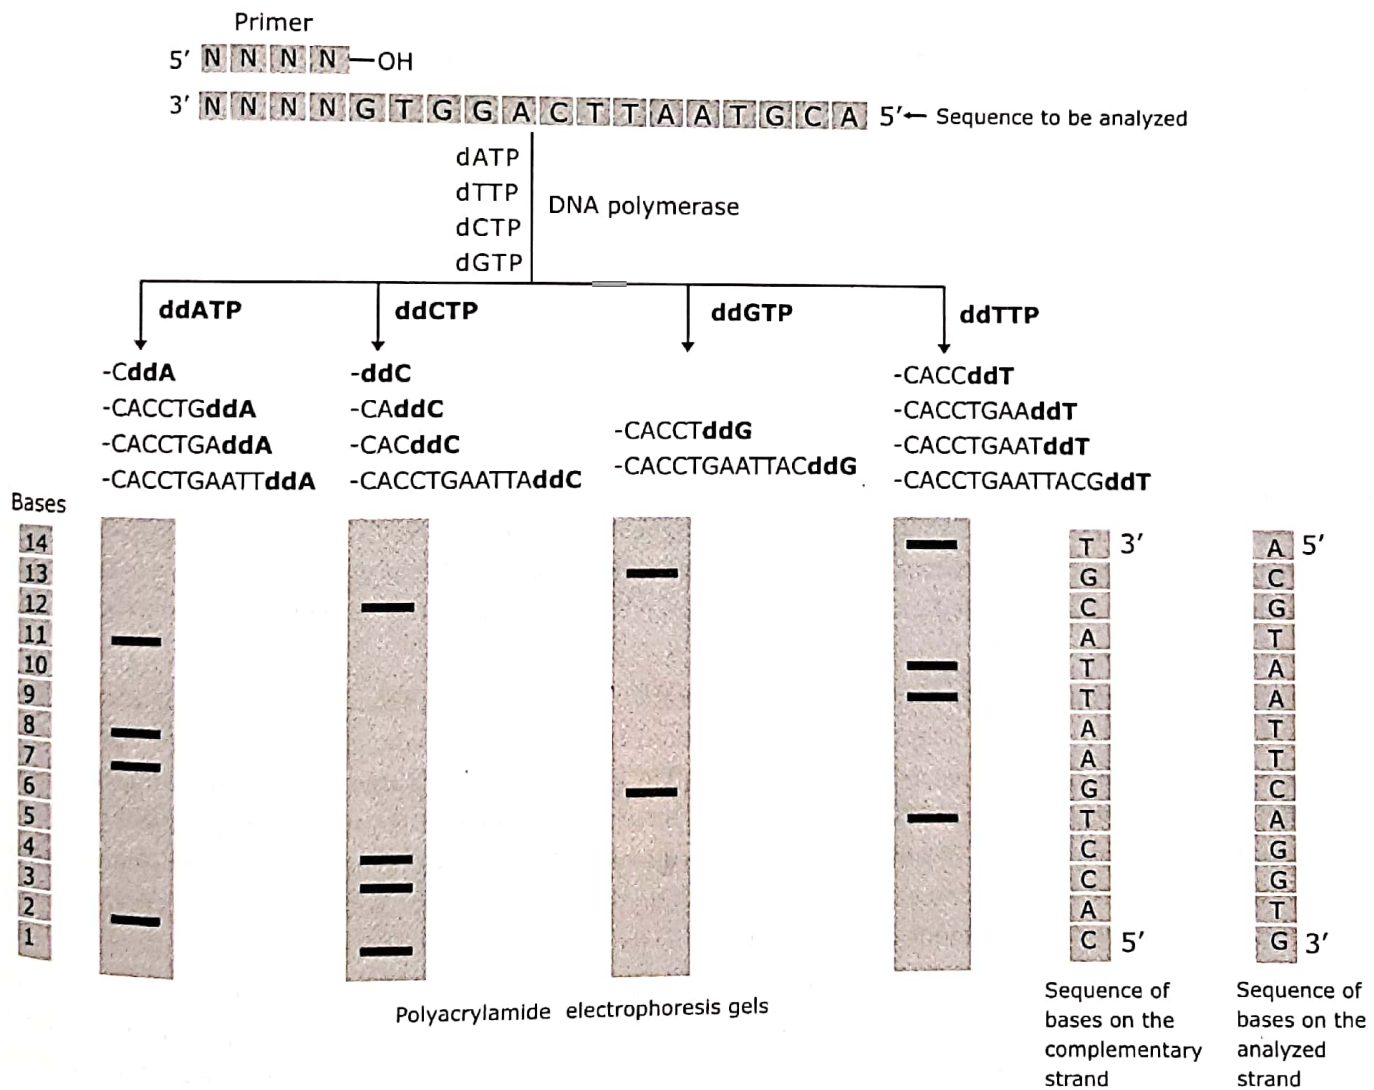 Primer
5′ N N N N—OH
3′ N N N N G T G G A C T T A A T G C A 5′← Sequence to be analyzed
dATP
dTTP
dCTP
dGTP
DNA polymerase
ddATP
ddCTP
ddGTP
ddTTP
-CddA
-CACCTGddA
-CACCTGAddA
-CACCTGAATTddA
-ddC
-CAddC
-CACddC
-CACCTGAATTAddC
-CACCTddG
-CACCTGAATTACddG
-CACCddT
-CACCTGAAddT
-CACCTGAATddT
-CACCTGAATTACGddT
Bases
14
13
12
11
10
9
8
7
6
5
4
3
2
1
T 3′
G
C
A
T
T
A
A
G
T
C
C
A
C 5′
A 5′
C
G
T
A
A
T
T
C
A
G
G
T
G 3′
Polyacrylamide electrophoresis gels
Sequence of
bases on the
complementary
strand
Sequence of
bases on the
analyzed
strand